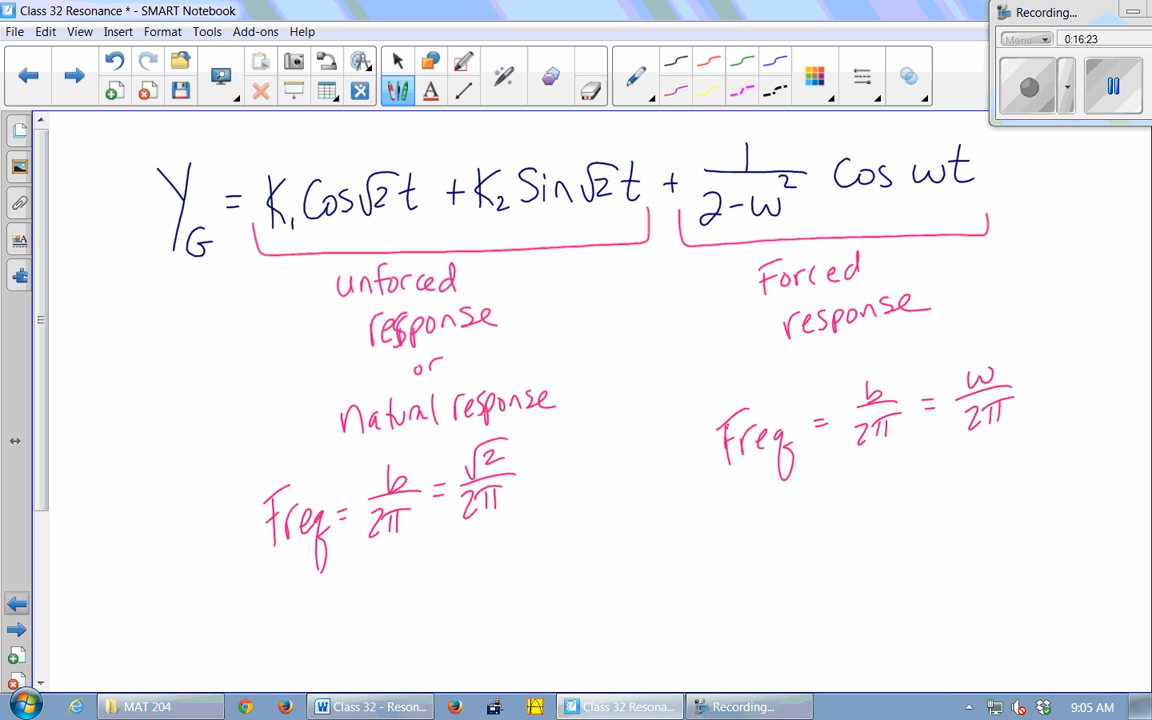 Class 32 Resonance * - SMART Notebook
Recording...
File Edit View Insert Format Tools Add-ons Help
Menu
0:16:23
Y_G = K₁ Cos√2 t + K₂ Sin√2 t + 1/(2-ω²) Cos ωt
unforced
response
or
natural response
Freq = b/2π = √2/2π
Forced
response
Freq = b/2π = ω/2π
MAT 204
Class 32 - Reson...
Class 32 Resona...
Recording...
9:05 AM